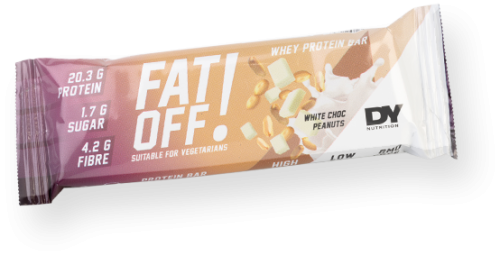 20.3 G
PROTEIN
1.7 G
SUGAR
4.2 G
FIBRE
FAT
OFF!
SUITABLE FOR VEGETARIANS
WHEY PROTEIN BAR
WHITE CHOC
PEANUTS
DY
NUTRITION
PROTEIN BAR
HIGH
LOW